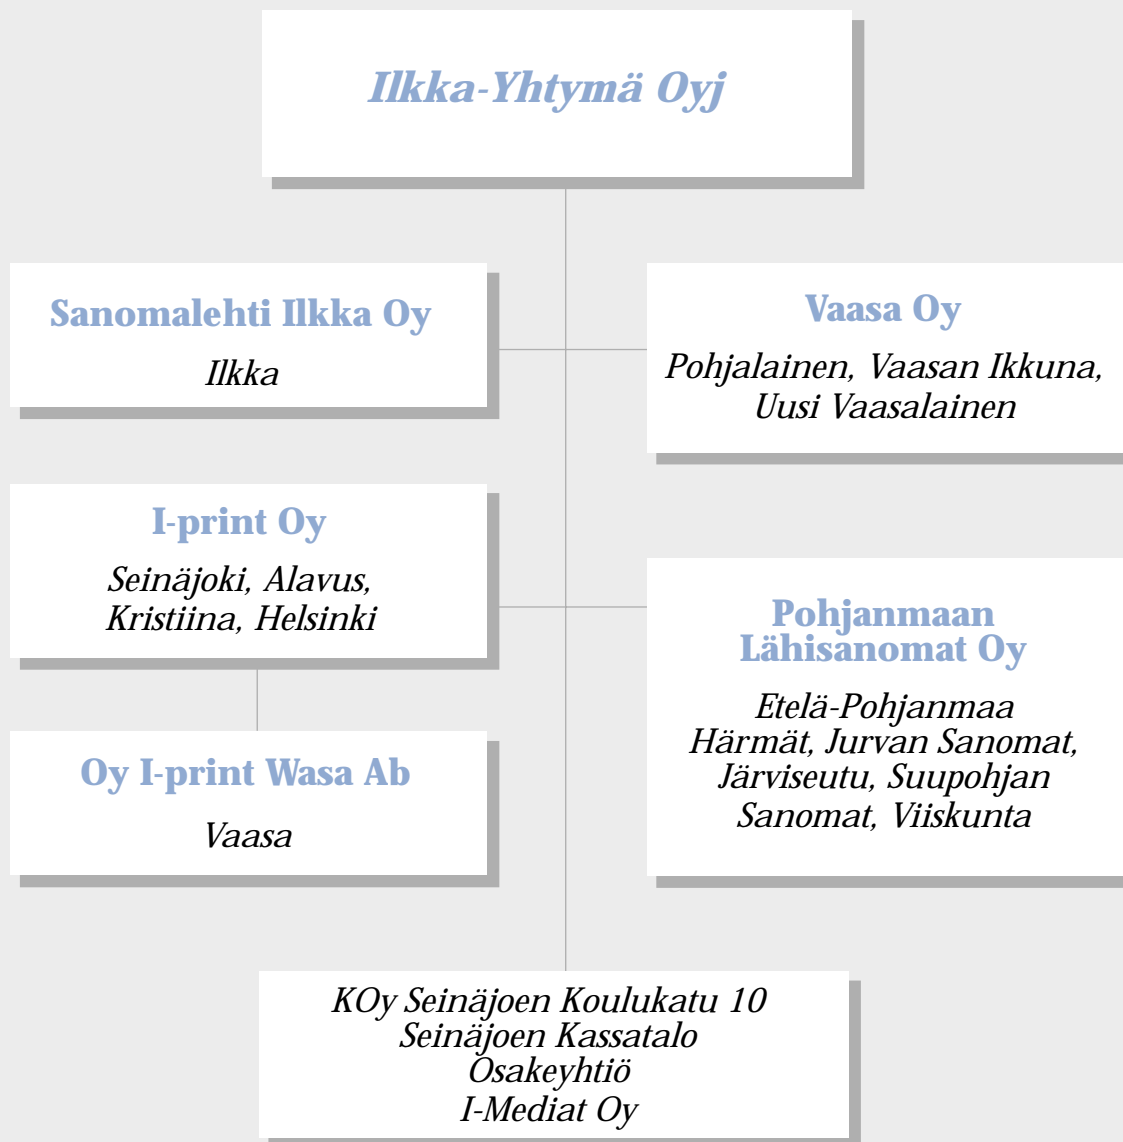 Ilkka-Yhtymä Oyj
Sanomalehti Ilkka Oy
Ilkka
Vaasa Oy
Pohjalainen, Vaasan Ikkuna,
Uusi Vaasalainen
I-print Oy
Seinäjoki, Alavus,
Kristiina, Helsinki
Pohjanmaan
Lähisanomat Oy
Etelä-Pohjanmaa
Härmät, Jurvan Sanomat,
Järviseutu, Suupohjan
Sanomat, Viiskunta
Oy I-print Wasa Ab
Vaasa
KOy Seinäjoen Koulukatu 10
Seinäjoen Kassatalo
Osakeyhtiö
I-Mediat Oy